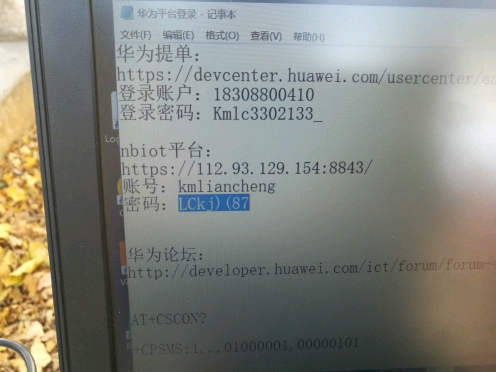 华为平台登录 - 记事本
文件(F) 编辑(E) 格式(O) 查看(V) 帮助(H)
华为提单：
https://devcenter.huawei.com/usercenter/
登录账户：18308800410
登录密码：Kmlc3302133_
nbiot平台：
https://112.93.129.154:8843/
账号：kmliancheng
密码：LCkj)(87
华为论坛：
http://developer.huawei.com/ict/forum/forum-
AT+CSCON?
+CPSMS:1,,,01000001,00000101